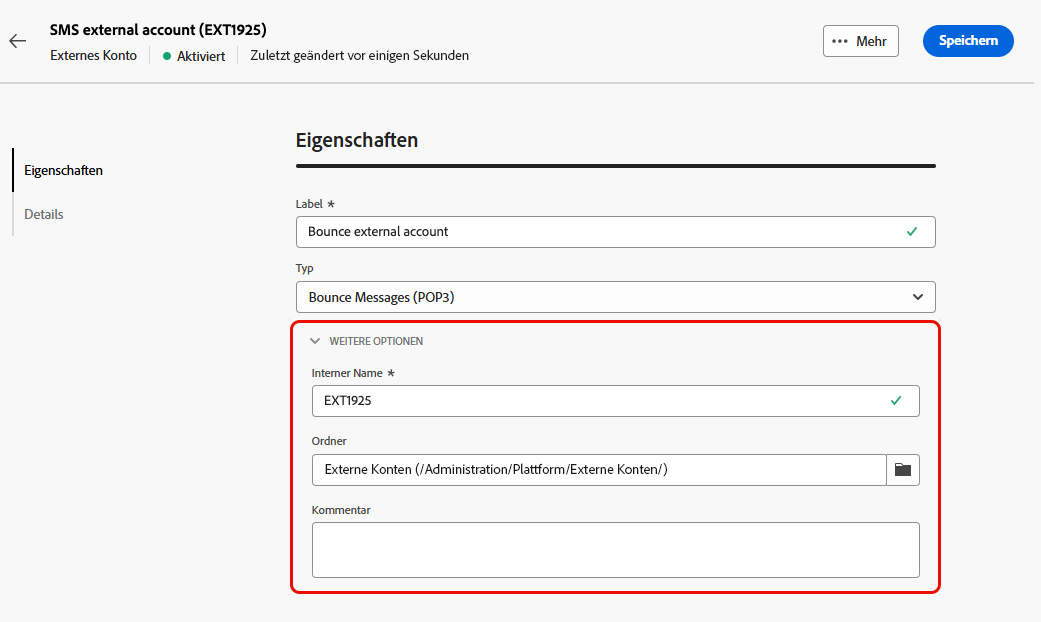 SMS external account (EXT1925)
Externes Konto
Aktiviert
Zuletzt geändert vor einigen Sekunden
Mehr
Speichern
Eigenschaften
Details
Eigenschaften
Label *
Bounce external account
Typ
Bounce Messages (POP3)
WEITERE OPTIONEN
Interner Name *
EXT1925
Ordner
Externe Konten (/Administration/Plattform/Externe Konten/)
Kommentar